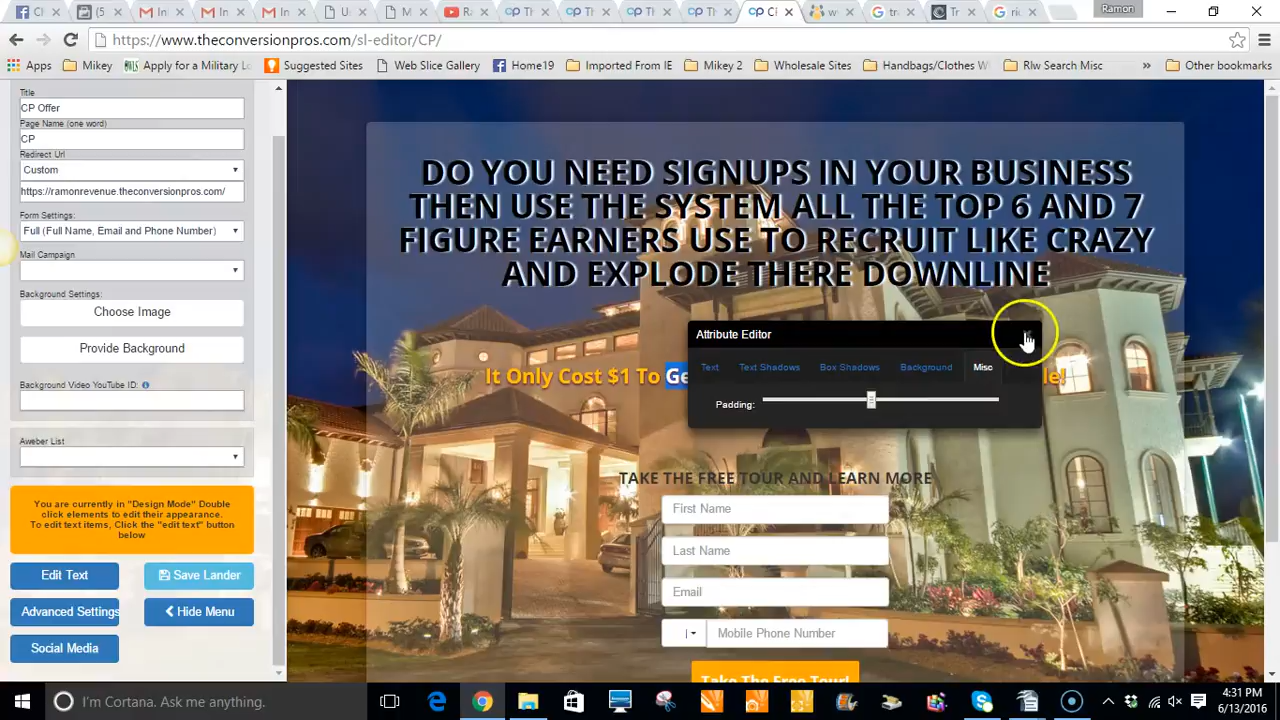 Ramon
https://www.theconversionpros.com/sl-editor/CP/
Apps
Mikey
Apply for a Military L
Suggested Sites
Web Slice Gallery
Home19
Imported From IE
Mikey 2
Wholesale Sites
Handbags/Clothes W
Rlw Search Misc
Other bookmarks
Title
CP Offer
Page Name (one word)
CP
Redirect Url
Custom
https://ramonrevenue.theconversionpros.com/
Form Settings:
Full (Full Name, Email and Phone Number)
Mail Campaign
Background Settings:
Choose Image
Provide Background
Background Video YouTube ID:
Aweber List
You are currently in "Design Mode" Double
click elements to edit their appearance.
To edit text items, Click the "edit text" button
below
Edit Text
Save Lander
Advanced Settings
Hide Menu
Social Media
DO YOU NEED SIGNUPS IN YOUR BUSINESS
THEN USE THE SYSTEM ALL THE TOP 6 AND 7
FIGURE EARNERS USE TO RECRUIT LIKE CRAZY
AND EXPLODE THERE DOWNLINE
Attribute Editor
Text
Text Shadows
Box Shadows
Background
Misc
It Only Cost $1 To Ge
le!
Padding:
TAKE THE FREE TOUR AND LEARN MORE
First Name
Last Name
Email
Mobile Phone Number
Take The Free Tour!
I'm Cortana. Ask me anything.
4:31 PM
6/13/2016